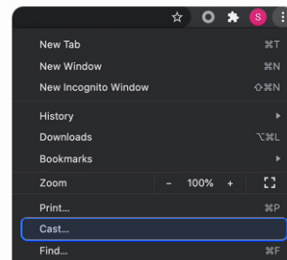 S
New Tab ⌘T
New Window ⌘N
New Incognito Window ⇧⌘N
History
Downloads ⌥⌘L
Bookmarks
Zoom - 100% +
Print... ⌘P
Cast...
Find... ⌘F